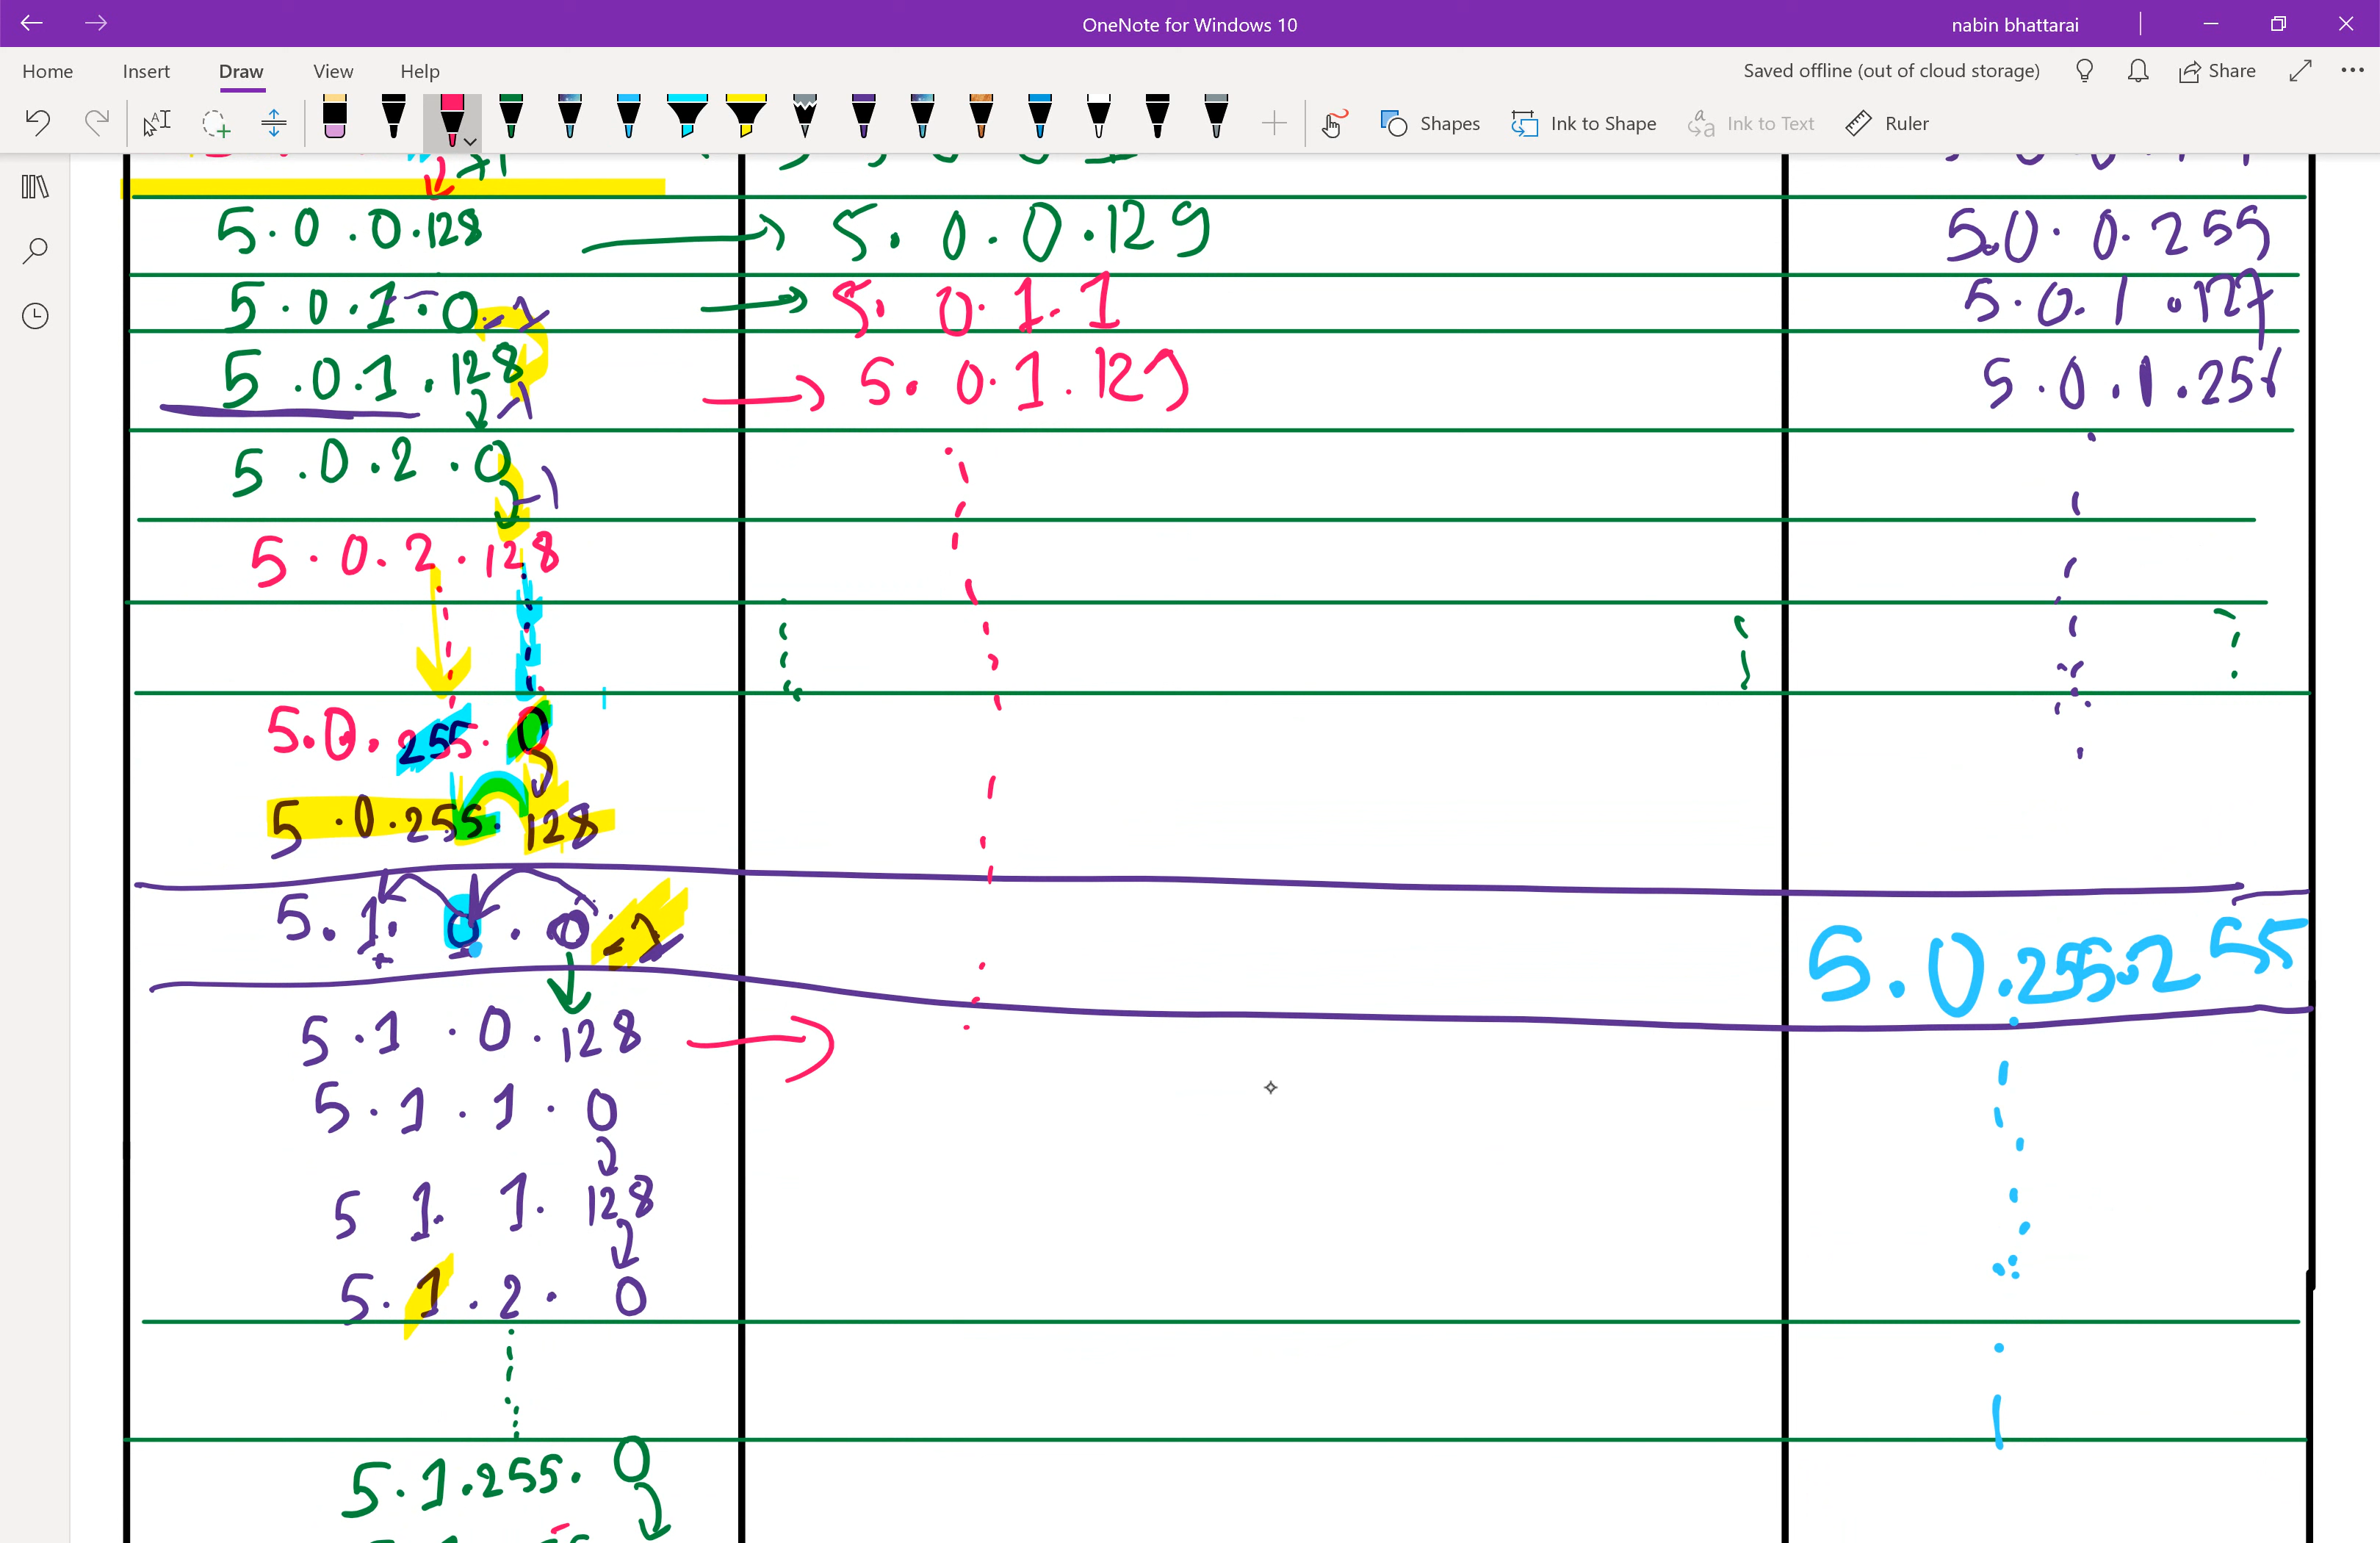 OneNote for Windows 10
nabin bhattarai
Home Insert Draw View Help
Saved offline (out of cloud storage)
Share
Shapes Ink to Shape Ink to Text Ruler
5.0.0.128 → 5.0.0.129 5.0.0.255
5.0.1.0 -1 → 5.0.1.1 5.0.1.127
5.0.1.128 -1 → 5.0.1.129
5.0.2.0 -1
5.0.2.128
5.0.255.0
5.0.255.128
5.1.0.0 -1 5.0.255.255
5.1.0.128 →
5.1.1.0
5 1. 1. 128
5.1.2.0
5.1.255.0